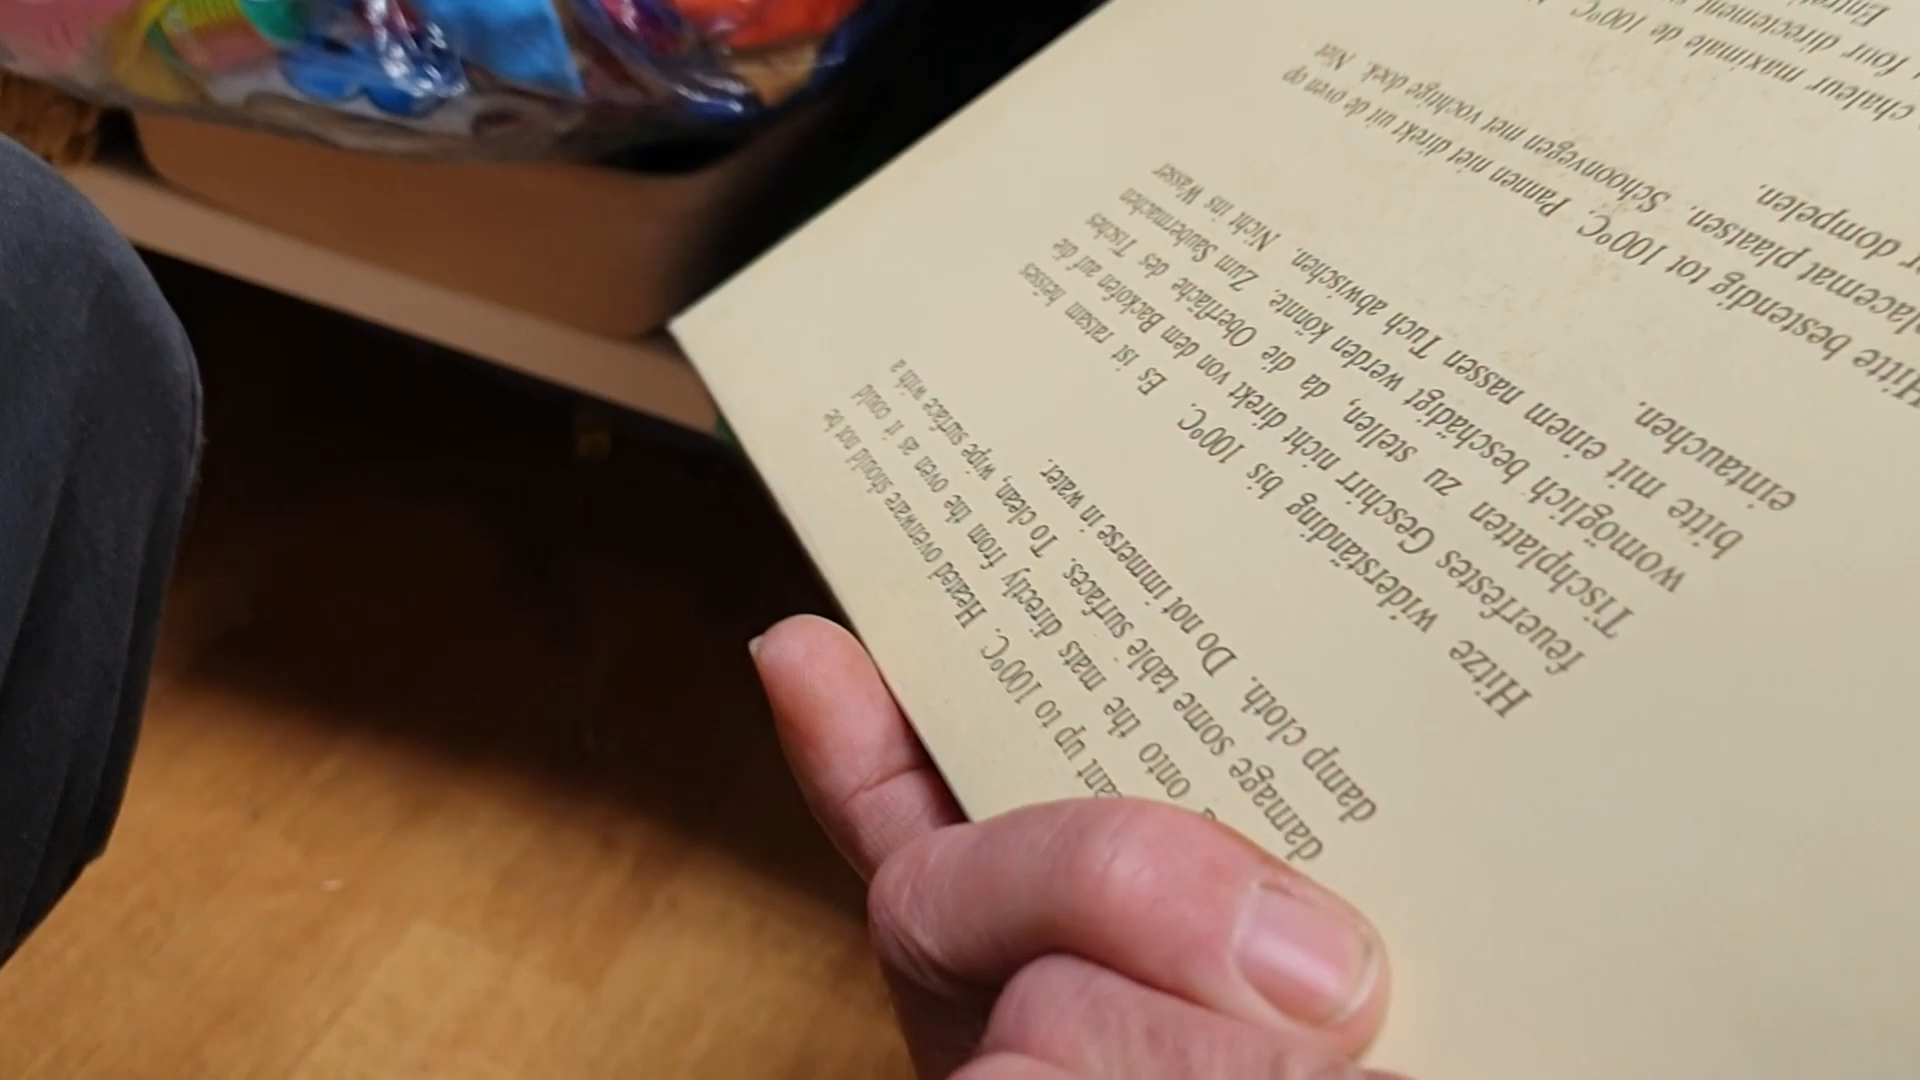 up to 100°C. Heated ovenware should not be
onto the mats directly from the oven as it could
damage some table surfaces. To clean, wipe surface with a
damp cloth. Do not immerse in water.
Hitze widerständing bis 100°C. Es ist ratsam heisses
feuerfestes Geschirr nicht direkt von dem Backofen auf die
Tischplatten zu stellen, da die Oberfläche des Tisches
womöglich beschädigt werden könnte. Zum Saubermachen
bitte mit einem nassen Tuch abwischen. Nicht ins Wasser
eintauchen.
Hitte bestendig tot 100°C. Pannen niet direkt uit de oven op
placemat plaatsen. Schoonvegen met vochtige doek. Niet
dompelen.
chaleur maximale de 100°C.
four directement